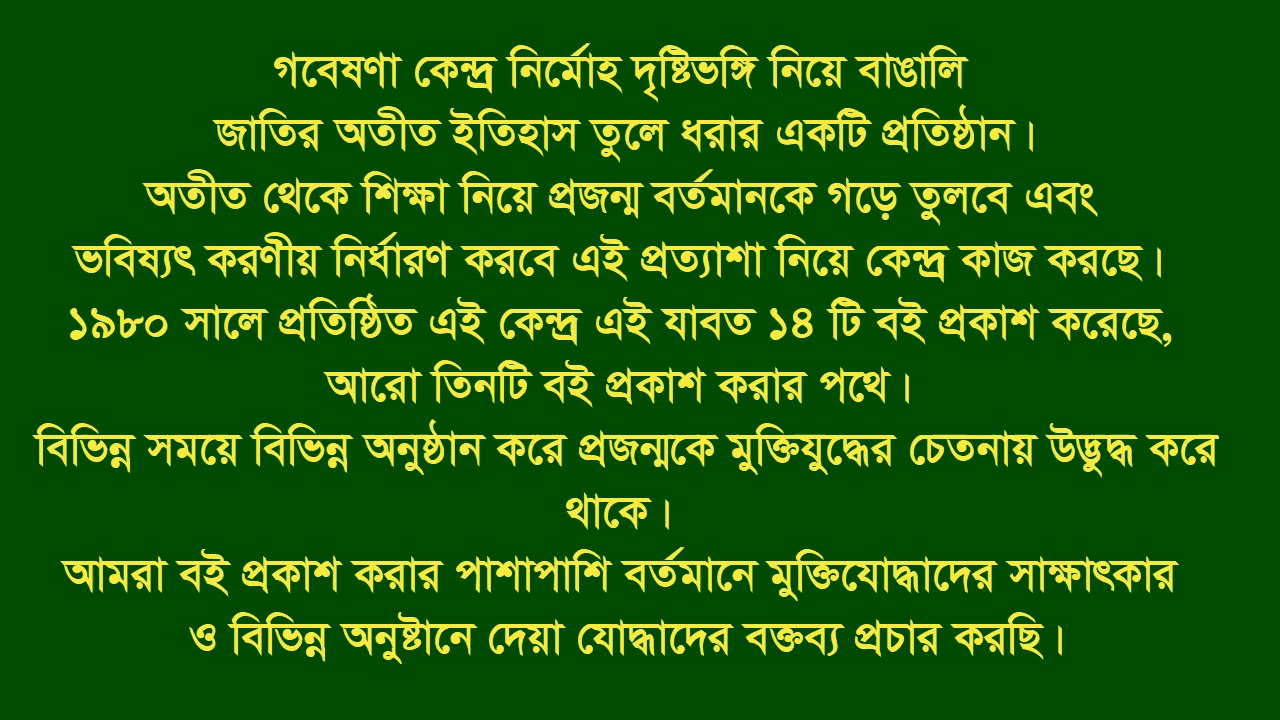 গবেষণা কেন্দ্র নির্মোহ দৃষ্টিভঙ্গি নিয়ে বাঙালি
জাতির অতীত ইতিহাস তুলে ধরার একটি প্রতিষ্ঠান।
অতীত থেকে শিক্ষা নিয়ে প্রজন্ম বর্তমানকে গড়ে তুলবে এবং
ভবিষ্যৎ করণীয় নির্ধারণ করবে এই প্রত্যাশা নিয়ে কেন্দ্র কাজ করছে।
১৯৮০ সালে প্রতিষ্ঠিত এই কেন্দ্র এই যাবত ১৪ টি বই প্রকাশ করেছে,
আরো তিনটি বই প্রকাশ করার পথে।
বিভিন্ন সময়ে বিভিন্ন অনুষ্ঠান করে প্রজন্মকে মুক্তিযুদ্ধের চেতনায় উদ্ভুদ্ধ করে
থাকে।
আমরা বই প্রকাশ করার পাশাপাশি বর্তমানে মুক্তিযোদ্ধাদের সাক্ষাৎকার
ও বিভিন্ন অনুষ্টানে দেয়া যোদ্ধাদের বক্তব্য প্রচার করছি।